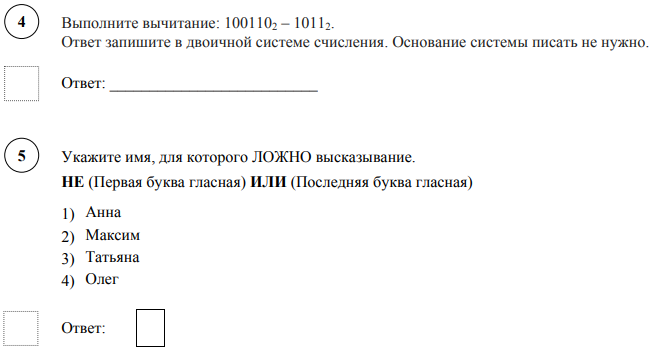 4 Выполните вычитание: 100110₂ – 1011₂.
Ответ запишите в двоичной системе счисления. Основание системы писать не нужно.
Ответ: ___________________________
5 Укажите имя, для которого ЛОЖНО высказывание.
НЕ (Первая буква гласная) ИЛИ (Последняя буква гласная)
1) Анна
2) Максим
3) Татьяна
4) Олег
Ответ: